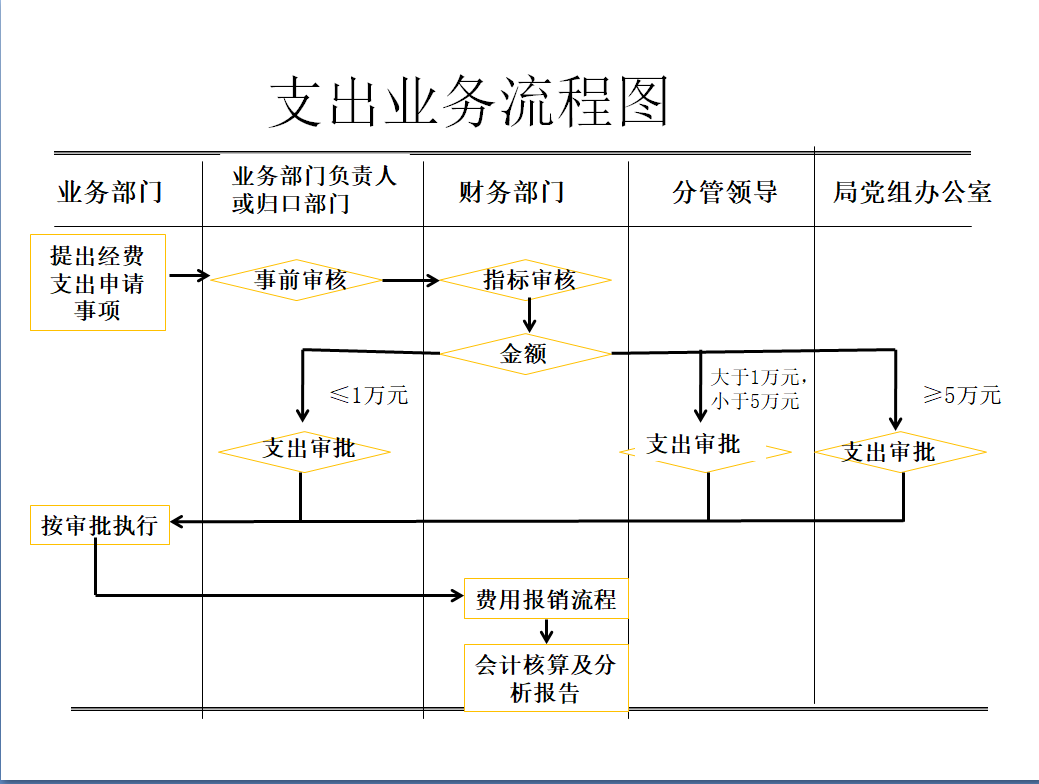 支出业务流程图
业务部门
业务部门负责人
或归口部门
财务部门
分管领导
局党组办公室
提出经费
支出申请
事项
事前审核
指标审核
金额
≤1万元
大于1万元，
小于5万元
≥5万元
支出审批
支出审批
支出审批
按审批执行
费用报销流程
会计核算及分
析报告